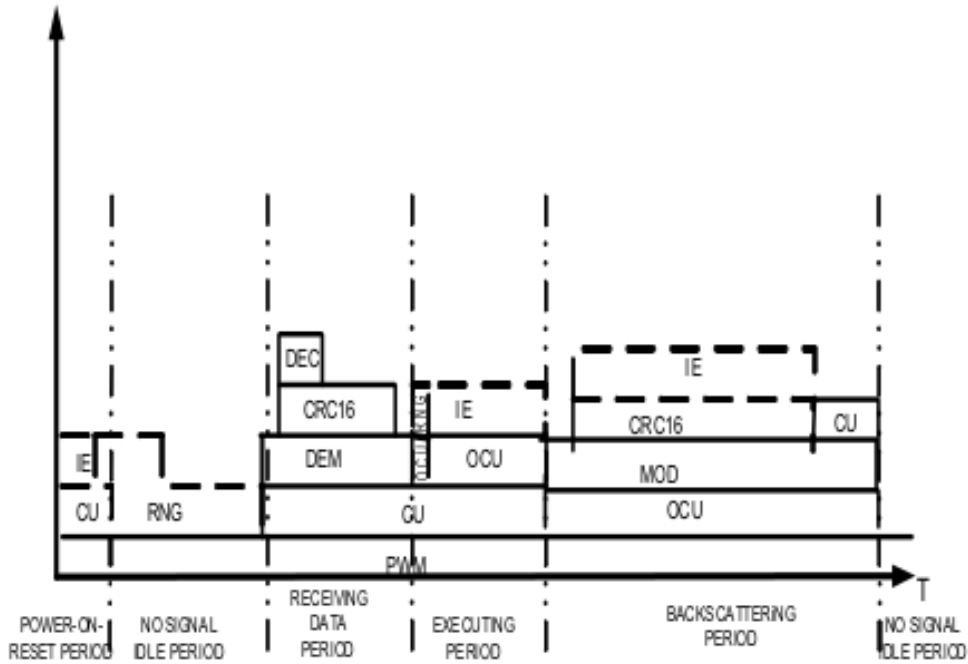 DEC
IE
CRC16
IE
CRC16
CU
IE
DEM
OCU
MOD
CU
RNG
CU
OCU
PWM
T
POWER-ON-
RESET PERIOD
NO SIGNAL
IDLE PERIOD
RECEIVING
DATA
PERIOD
EXECUTING
PERIOD
BACKSCATTERING
PERIOD
NO SIGNAL
IDLE PERIOD